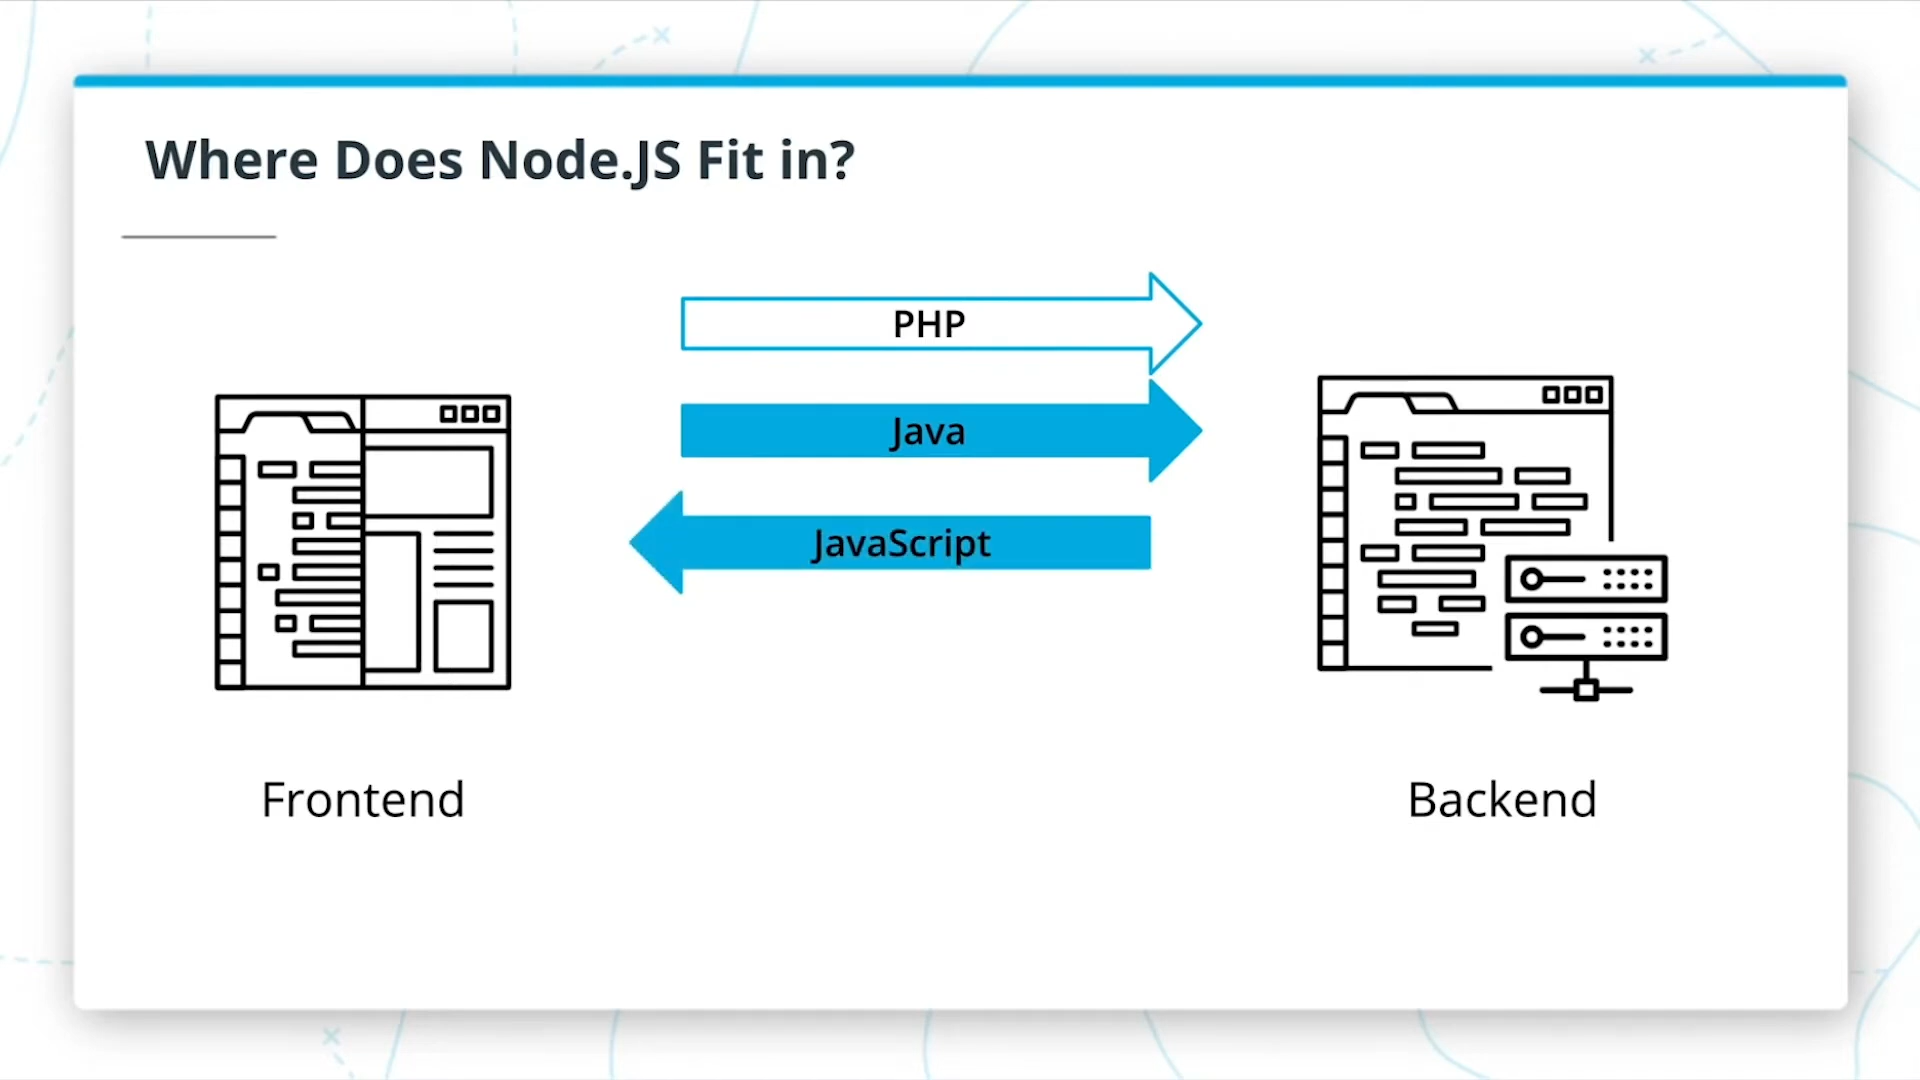 Where Does Node.JS Fit in?
PHP
Java
JavaScript
Frontend
Backend